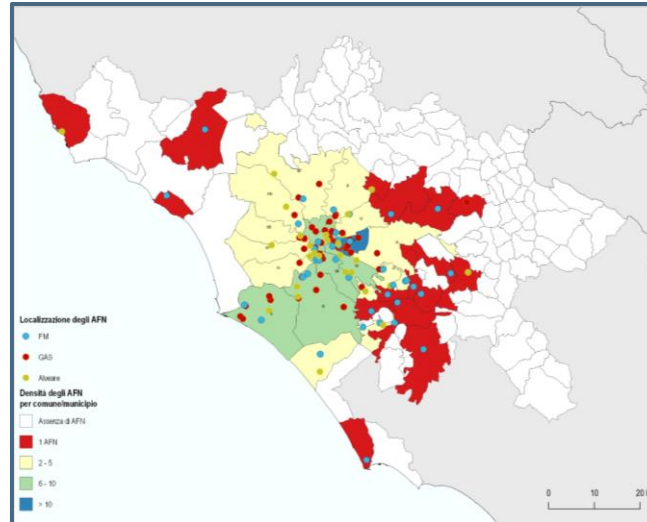 Localizzazione degli AFN
FM
GAS
Alveare
Densità degli AFN
per comune/municipio
Assenza di AFN
1 AFN
2 - 5
6 - 10
> 10
0 10 20